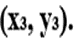 (x₃, y₃).